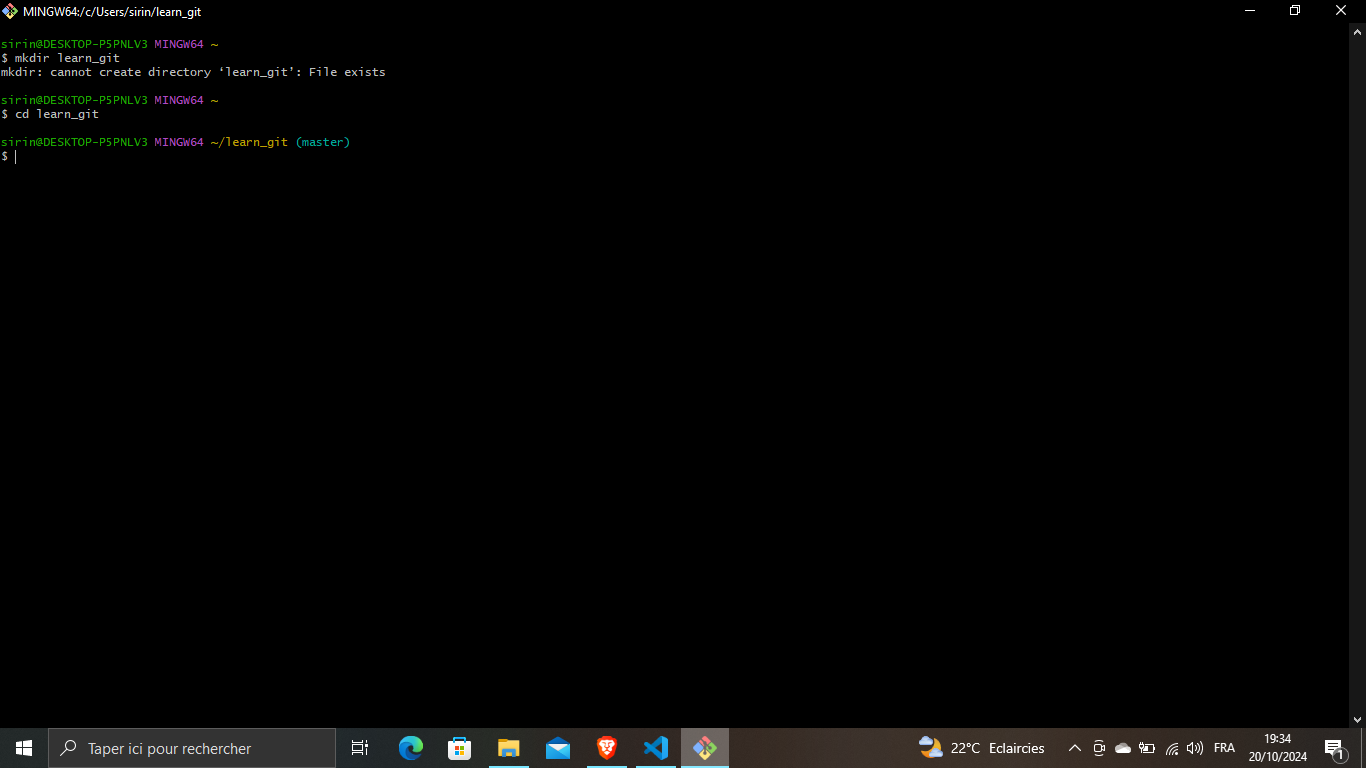 MINGW64:/c/Users/sirin/learn_git
sirin@DESKTOP-P5PNLV3 MINGW64 ~
$ mkdir learn_git
mkdir: cannot create directory ‘learn_git’: File exists
sirin@DESKTOP-P5PNLV3 MINGW64 ~
$ cd learn_git
sirin@DESKTOP-P5PNLV3 MINGW64 ~/learn_git (master)
$
Taper ici pour rechercher
22°C Eclaircies
FRA
19:34
20/10/2024
1